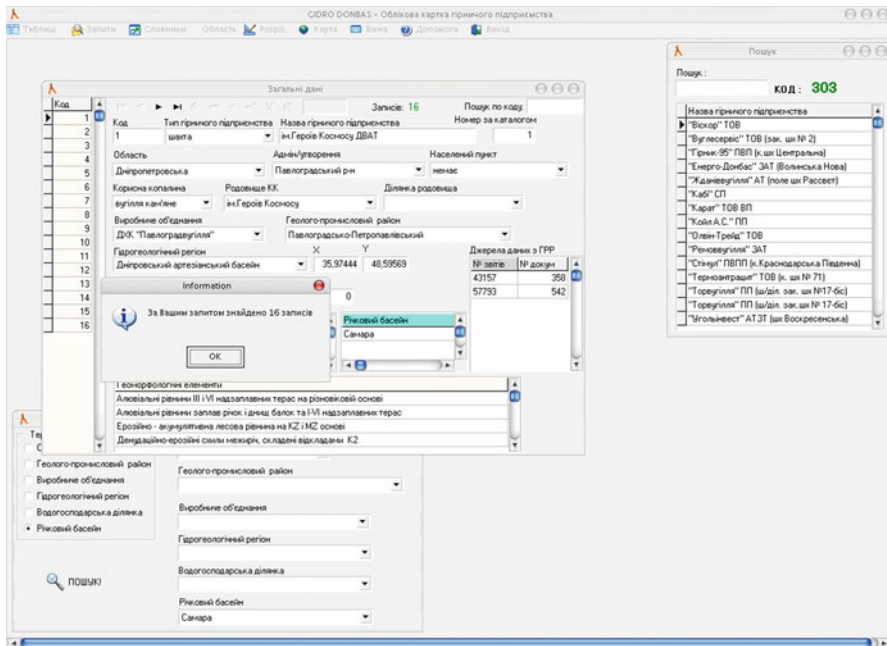 GIDRO DONBAS - Облікова картка гірничого підприємства
Таблиці Запити Словники Область Розріз Карта Вікна Допомога Вихід
Загальні дані
Код
1
2
3
4
5
6
7
8
9
10
11
12
13
14
15
16
Записів: 16 Пошук по коду:
Код Тип гірничого підприємства Назва гірничого підприємства Номер за каталогом
1 шахта ім.Героїв Космосу ДВАТ 1
Область Адмін/утворення Населений пункт
Дніпропетровська Павлоградський р-н немає
Корисна копалина Родовище КК Ділянка родовища
вугілля кам'яне ім.Героїв Космосу
Виробниче об'єднання Геолого-промисловий район
ДХК "Павлоградвугілля" Павлоградсько-Петропавлівський
Гідрогеологічний регіон X Y Джерела даних з ГРР
Дніпровський артезіанський басейн 35,97444 48,59569 № звітів № докум
43157 358
57793 542
0
Information
За Вашим запитом знайдено 16 записів
OK
Річковий басейн
Самара
Геоморфологічні елементи
Алювіальні рівнини III і VI надзаплавних терас на різновіковій основі
Алювіальні рівнини заплав річок і днищ балок та I-VI надзаплавних терас
Ерозійно - акумулятивна лесова рівнина на KZ і MZ основі
Денудаційно-ерозійні схили межиріч, складені відкладами K2
Геолого-промисловий район
Виробниче об'єднання
Гідрогеологічний регіон
Водогосподарська ділянка
Річковий басейн
ПОШУК!
Геолого-промисловий район
Виробниче об'єднання
Гідрогеологічний регіон
Водогосподарська ділянка
Річковий басейн
Самара
Пошук
Пошук :
КОД : 303
Назва гірничого підприємства
"Віскор" ТОВ
"Вуглесервіс" ТОВ (зак. шх № 2)
"Гірник-95" ПВП (к.шх Центральна)
"Енерго-Донбас" ЗАТ (Волинська Нова)
"Жданіввугілля" АТ (поле шх Рассвет)
"Кабі" СП
"Карат" ТОВ ВП
"Койл А.С." ПП
"Олвін-Трейд" ТОВ
"Ремоввугілля" ЗАТ
"Стімул" ПВПП (к.Краснодарська Південна)
"Термоантрацит" ТОВ (к. шх № 71)
"Торезугілля" ПП (ш/діл. зак. шх №17-біс)
"Торезугілля" ПП (ш/діл. зак.шх № 17-біс)
"Угольінвест" АТЗТ (шх Воскресенська)